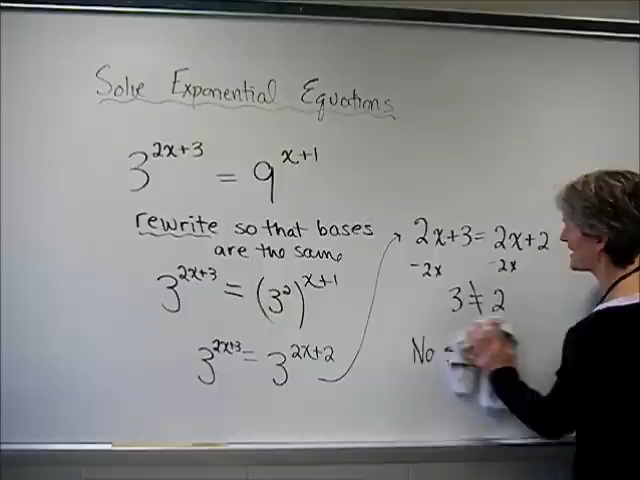 Solve Exponential Equations
3^(2x+3) = 9^(x+1)
rewrite so that bases
are the same
3^(2x+3) = (3^2)^(x+1)
3^(2x+3) = 3^(2x+2)
2x+3 = 2x+2
-2x -2x
3 ≠ 2
No